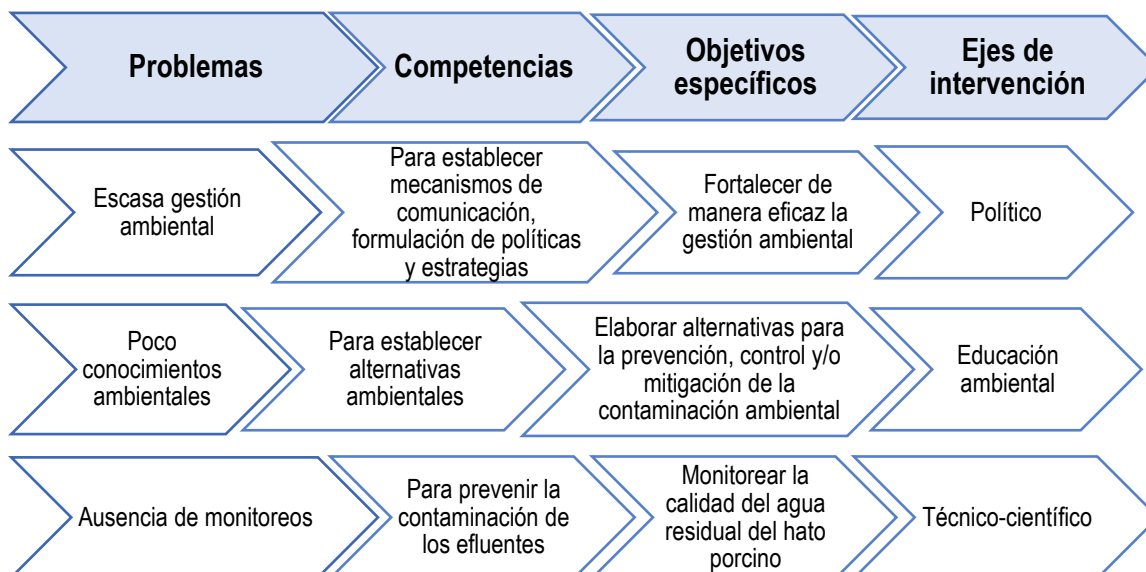 Problemas
Competencias
Objetivos
específicos
Ejes de
intervención
Escasa gestión
ambiental
Para establecer
mecanismos de
comunicación,
formulación de políticas
y estrategias
Fortalecer de
manera eficaz la
gestión ambiental
Político
Poco
conocimientos
ambientales
Para establecer
alternativas
ambientales
Elaborar alternativas para
la prevención, control y/o
mitigación de la
contaminación ambiental
Educación
ambiental
Ausencia de monitoreos
Para prevenir la
contaminación de
los efluentes
Monitorear la
calidad del agua
residual del hato
porcino
Técnico-científico